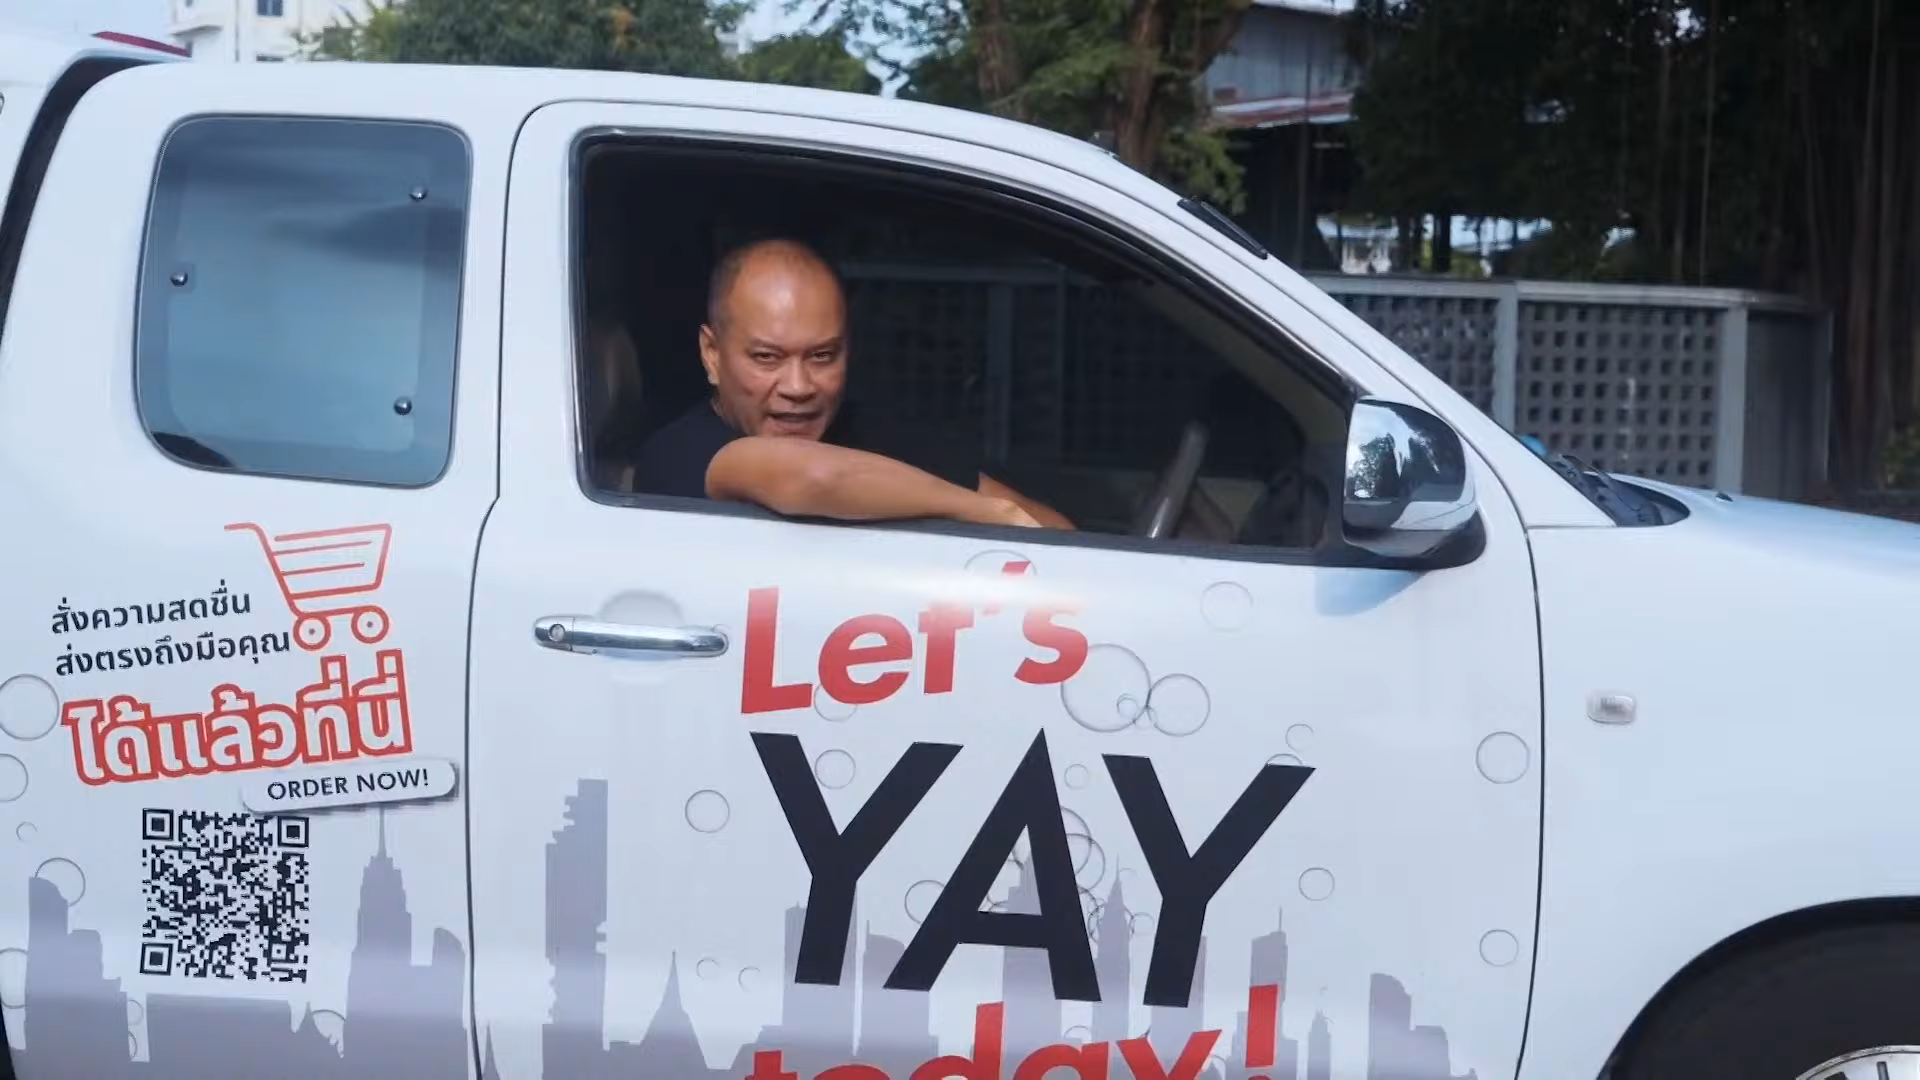 สั่งความสดชื่น
ส่งตรงถึงมือคุณ
ได้แล้วที่นี่
ORDER NOW!
Let's
YAY
today!